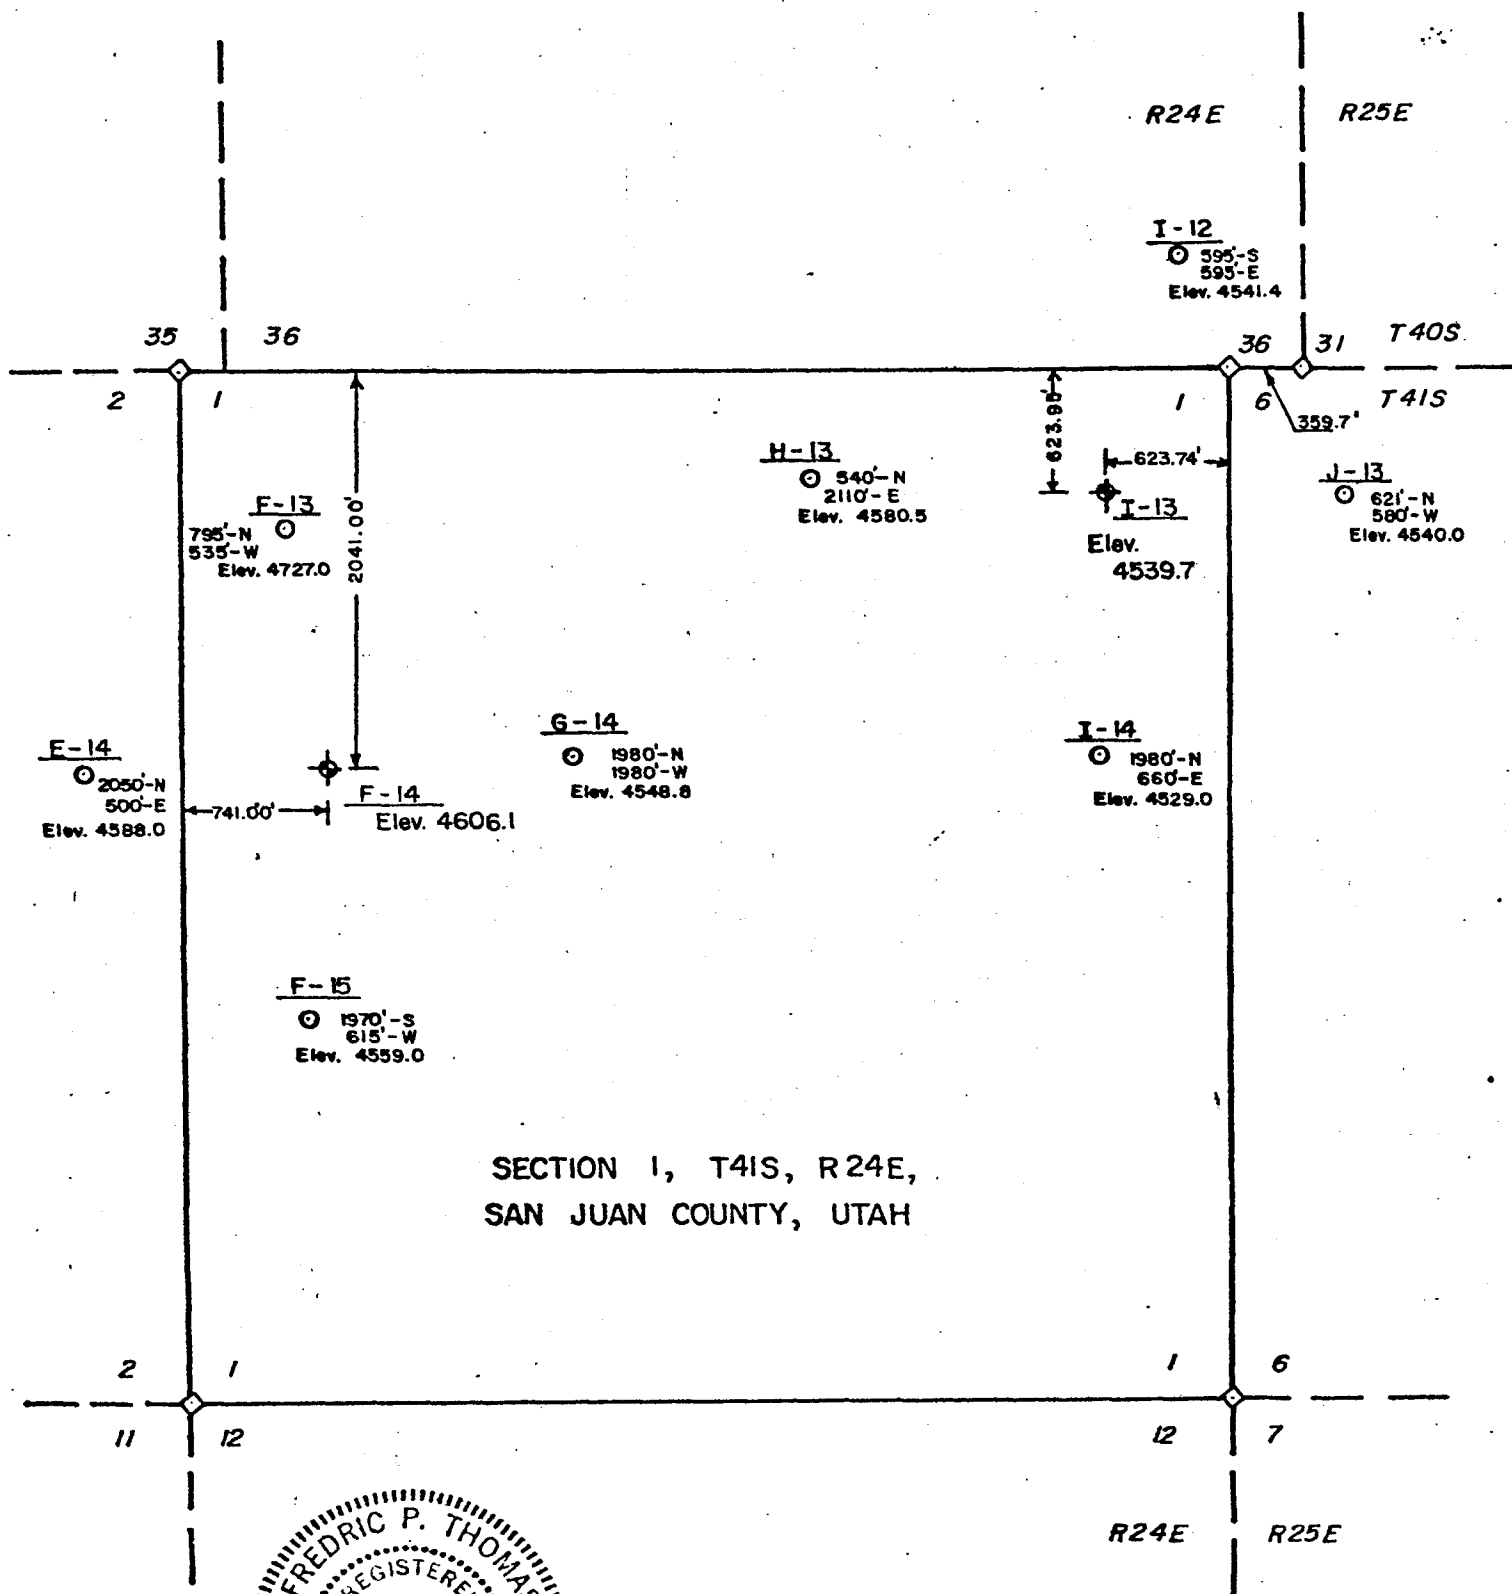 R24E
R25E
I-12
595'-S
595'-E
Elev. 4541.4
35
36
36
31
T40S
2
1
1
6
T41S
359.7'
623.95'
H-13
540'-N
2110'-E
Elev. 4580.5
623.74'
J-13
621'-N
580'-W
Elev. 4540.0
F-13
795'-N
535'-W
Elev. 4727.0
2041.00'
I-13
Elev.
4539.7
E-14
2050'-N
500'-E
Elev. 4588.0
741.00'
F-14
Elev. 4606.1
G-14
1980'-N
1980'-W
Elev. 4548.8
I-14
1980'-N
660'-E
Elev. 4529.0
F-15
1970'-S
615'-W
Elev. 4559.0
SECTION 1, T41S, R24E,
SAN JUAN COUNTY, UTAH
2
1
1
6
11
12
12
7
R24E
R25E
FREDRIC P. THOMAS
REGISTERED